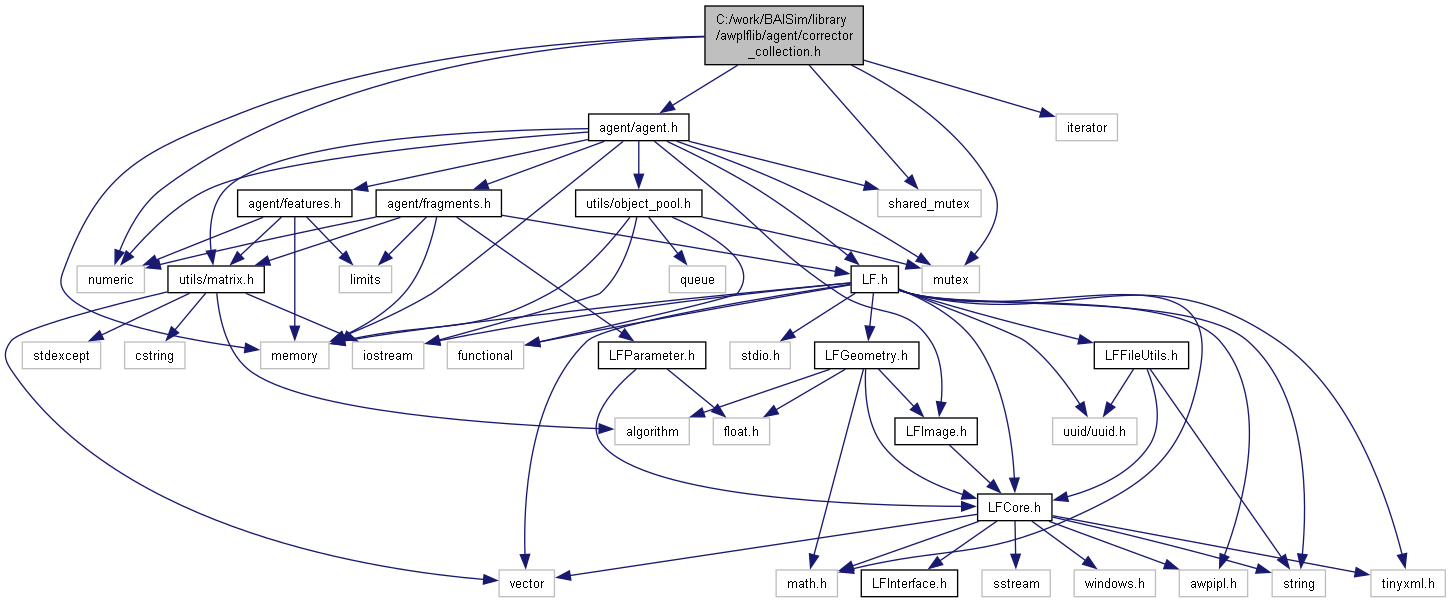 C:/work/BAISim/library
/awplflib/agent/corrector
_collection.h
agent/agent.h
iterator
agent/features.h
agent/fragments.h
utils/object_pool.h
shared_mutex
numeric
utils/matrix.h
limits
queue
LF.h
mutex
stdexcept
cstring
memory
iostream
functional
LFParameter.h
stdio.h
LFGeometry.h
LFFileUtils.h
algorithm
float.h
LFImage.h
uuid/uuid.h
LFCore.h
vector
math.h
LFInterface.h
sstream
windows.h
awpipl.h
string
tinyxml.h